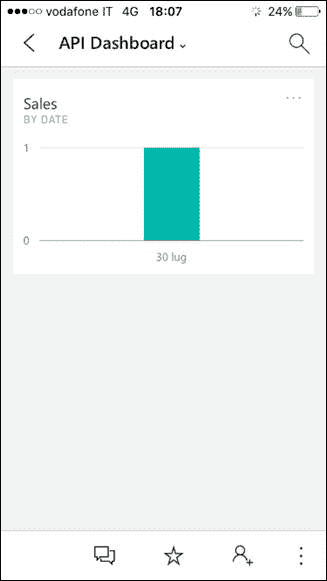 vodafone IT 4G 18:07 24%
API Dashboard
Sales
BY DATE
1
0
30 lug